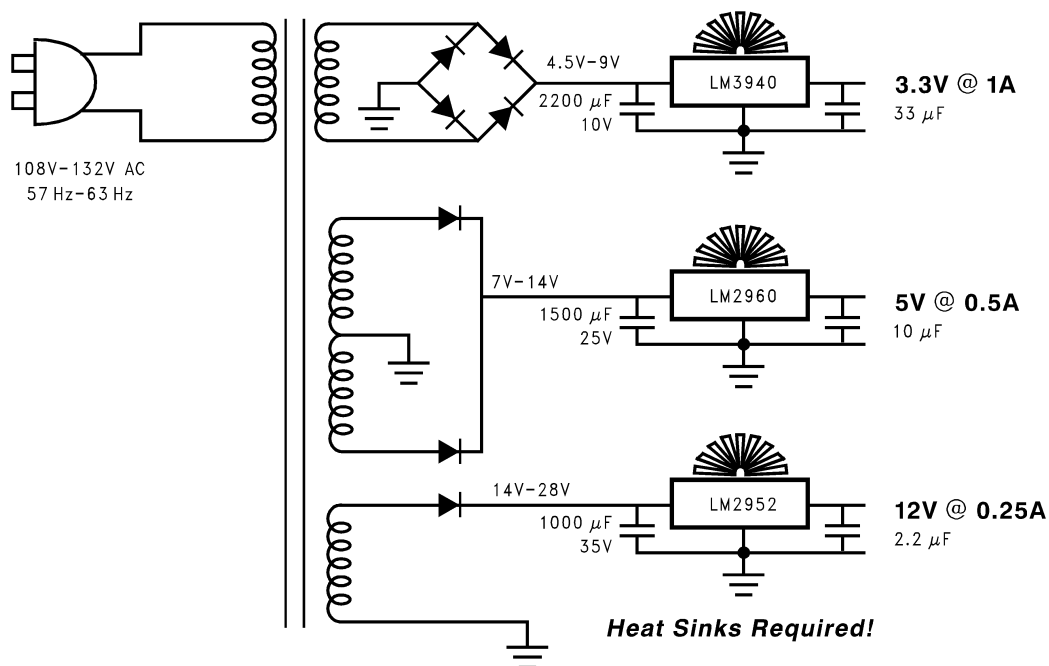 108V–132V AC
57 Hz–63 Hz
4.5V–9V
2200 μF
10V
LM3940
3.3V @ 1A
33 μF
7V–14V
1500 μF
25V
LM2960
5V @ 0.5A
10 μF
14V–28V
1000 μF
35V
LM2952
12V @ 0.25A
2.2 μF
Heat Sinks Required!